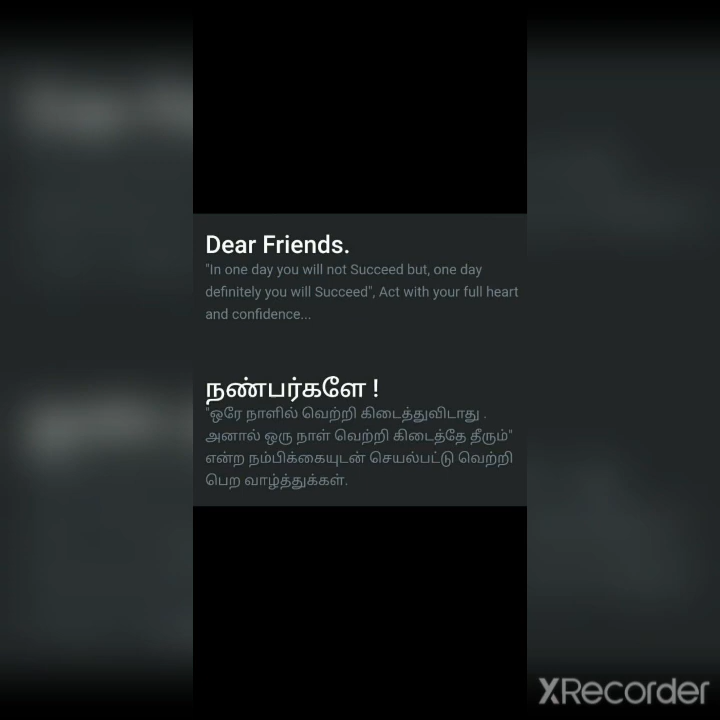 Dear Friends.
"In one day you will not Succeed but, one day
definitely you will Succeed", Act with your full heart
and confidence...
நண்பர்களே !
"ஒரே நாளில் வெற்றி கிடைத்துவிடாது .
அனால் ஒரு நாள் வெற்றி கிடைத்தே தீரும்"
என்ற நம்பிக்கையுடன் செயல்பட்டு வெற்றி
பெற வாழ்த்துக்கள்.
XRecorder